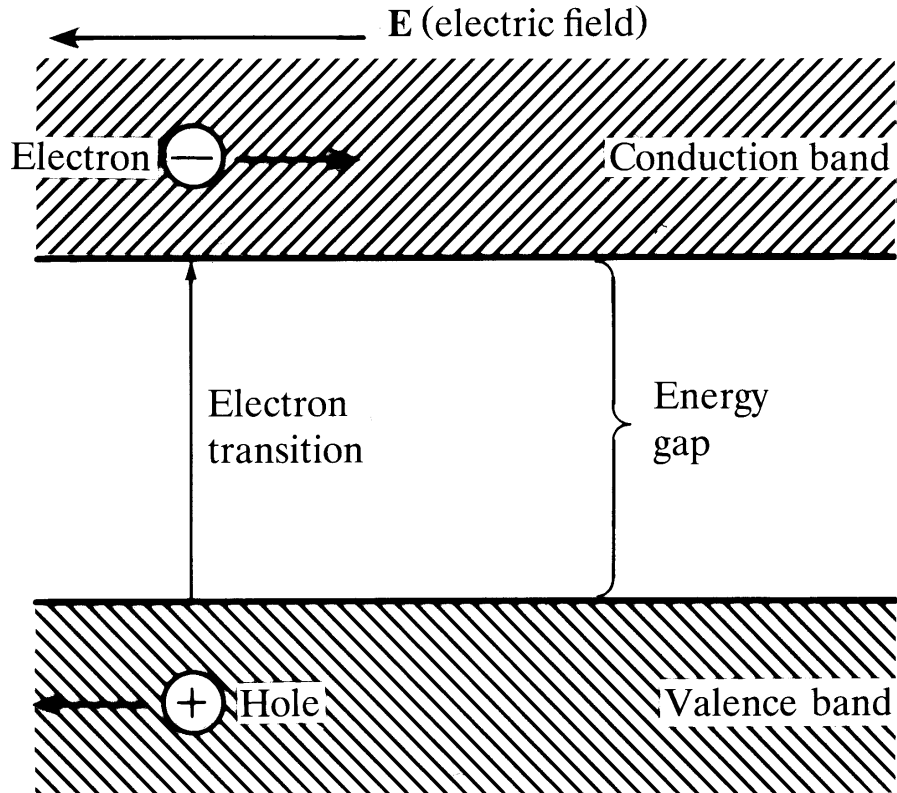 E (electric field)
Electron
−
Conduction band
Electron
transition
Energy
gap
+
Hole
Valence band